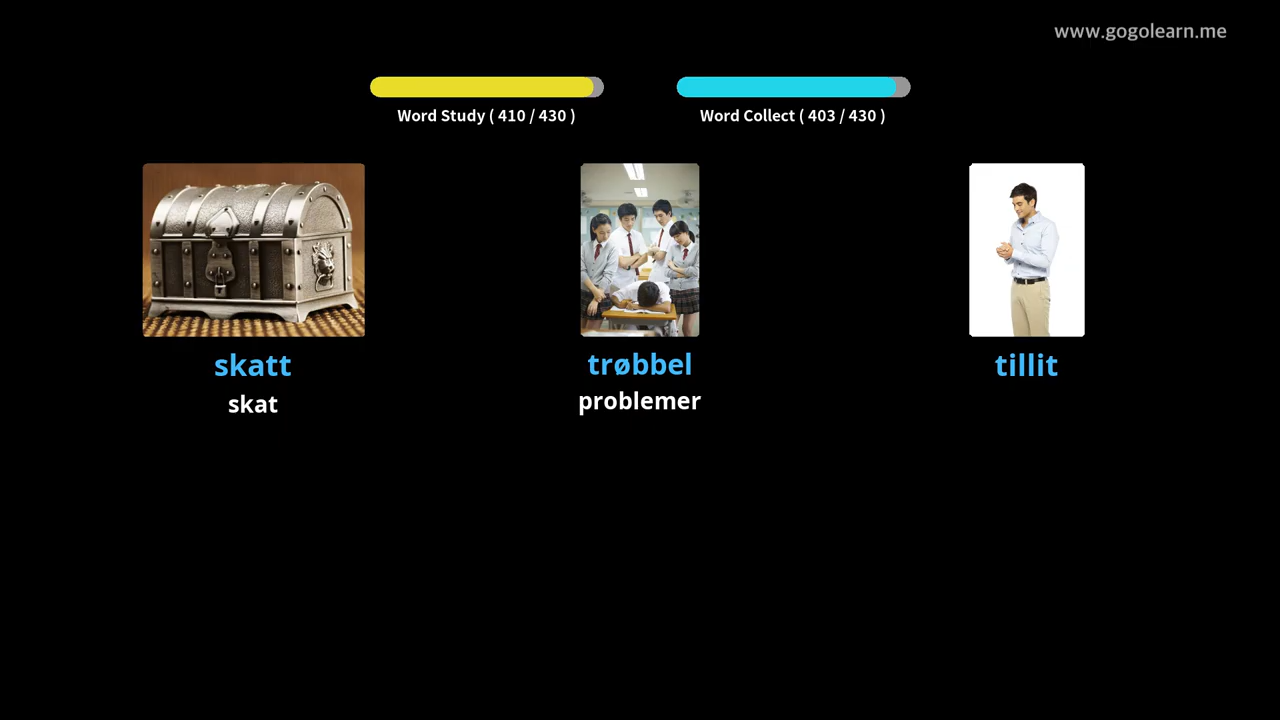 www.gogolearn.me
Word Study ( 410 / 430 )
Word Collect ( 403 / 430 )
skatt
trøbbel
tillit
skat
problemer